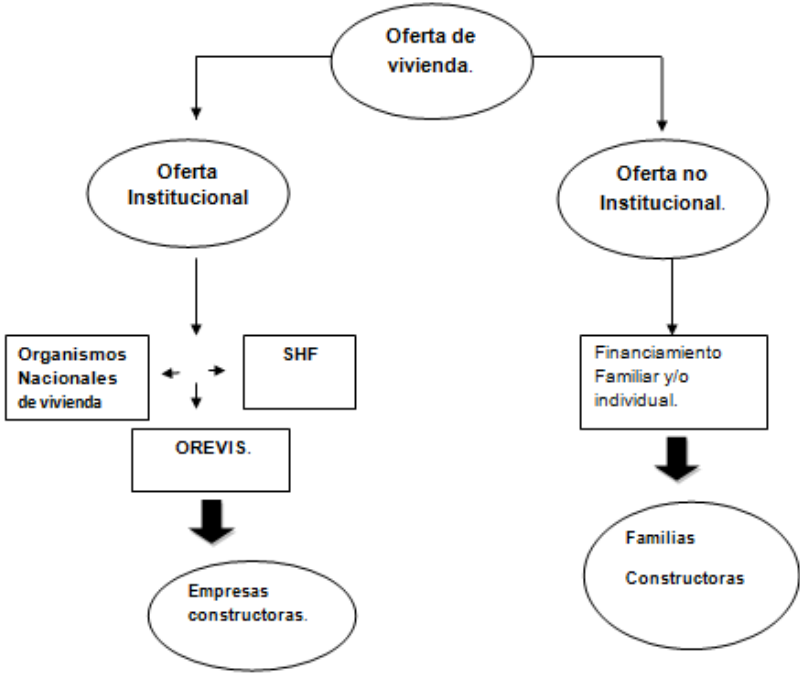 Oferta de
vivienda.
Oferta
Institucional
Oferta no
Institucional.
Organismos
Nacionales
de vivienda
SHF
OREVIS.
Empresas
constructoras.
Financiamiento
Familiar y/o
individual.
Familias
Constructoras